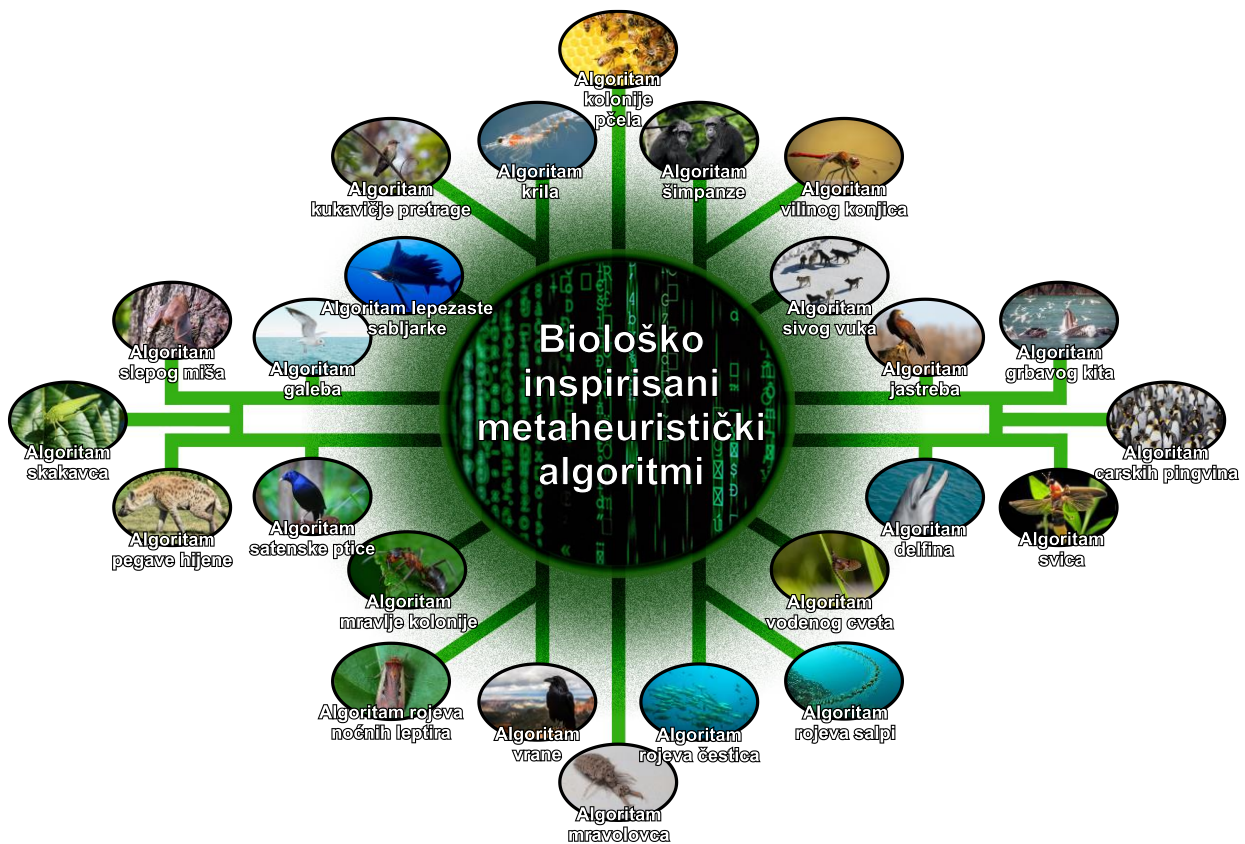 Algoritam
kolonije
pčela
Algoritam
kukavičje pretrage
Algoritam
krila
Algoritam
šimpanze
Algoritam
vilinog konjica
Algoritam lepezaste
sabljarke
Algoritam
sivog vuka
Algoritam
slepog miša
Algoritam
galeba
Algoritam
jastreba
Algoritam
grbavog kita
Biološko
inspirisani
metaheuristički
algoritmi
Algoritam
skakavca
Algoritam
carskih pingvina
Algoritam
pegave hijene
Algoritam
satenske ptice
Algoritam
delfina
Algoritam
svica
Algoritam
mravlje kolonije
Algoritam
vodenog cveta
Algoritam rojeva
noćnih leptira
Algoritam
vrane
Algoritam
rojeva čestica
Algoritam
rojeva salpi
Algoritam
mravolovca